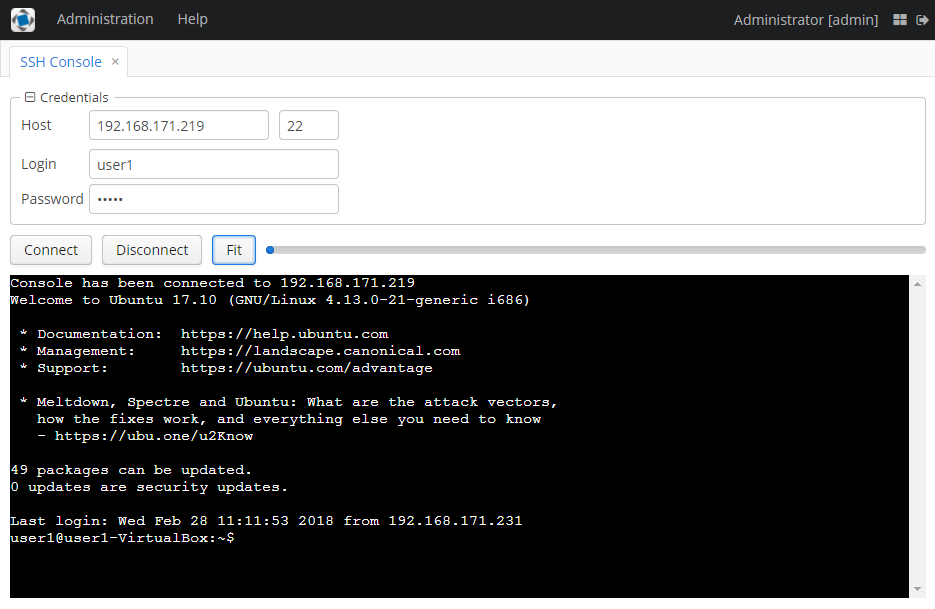 Administration Help Administrator [admin]
SSH Console ×
Credentials
Host 192.168.171.219 22
Login user1
Password •••••
Connect Disconnect Fit
Console has been connected to 192.168.171.219
Welcome to Ubuntu 17.10 (GNU/Linux 4.13.0-21-generic i686)
* Documentation: https://help.ubuntu.com
* Management: https://landscape.canonical.com
* Support: https://ubuntu.com/advantage
* Meltdown, Spectre and Ubuntu: What are the attack vectors,
how the fixes work, and everything else you need to know
- https://ubu.one/u2Know
49 packages can be updated.
0 updates are security updates.
Last login: Wed Feb 28 11:11:53 2018 from 192.168.171.231
user1@user1-VirtualBox:~$